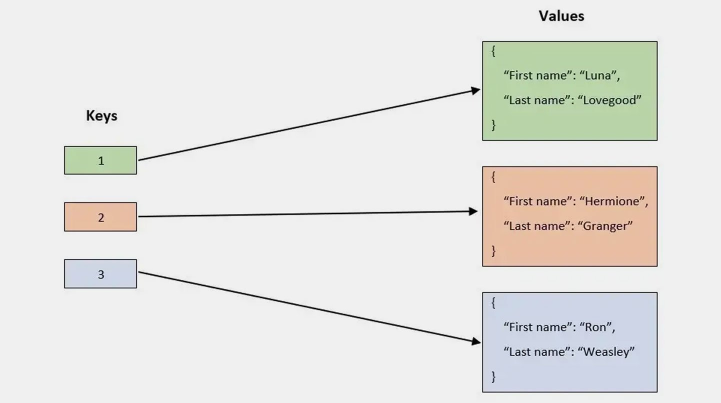 Values
{
“First name”: “Luna”,
“Last name”: “Lovegood”
}
Keys
1
2
3
{
“First name”: “Hermione”,
“Last name”: “Granger”
}
{
“First name”: “Ron”,
“Last name”: “Weasley”
}